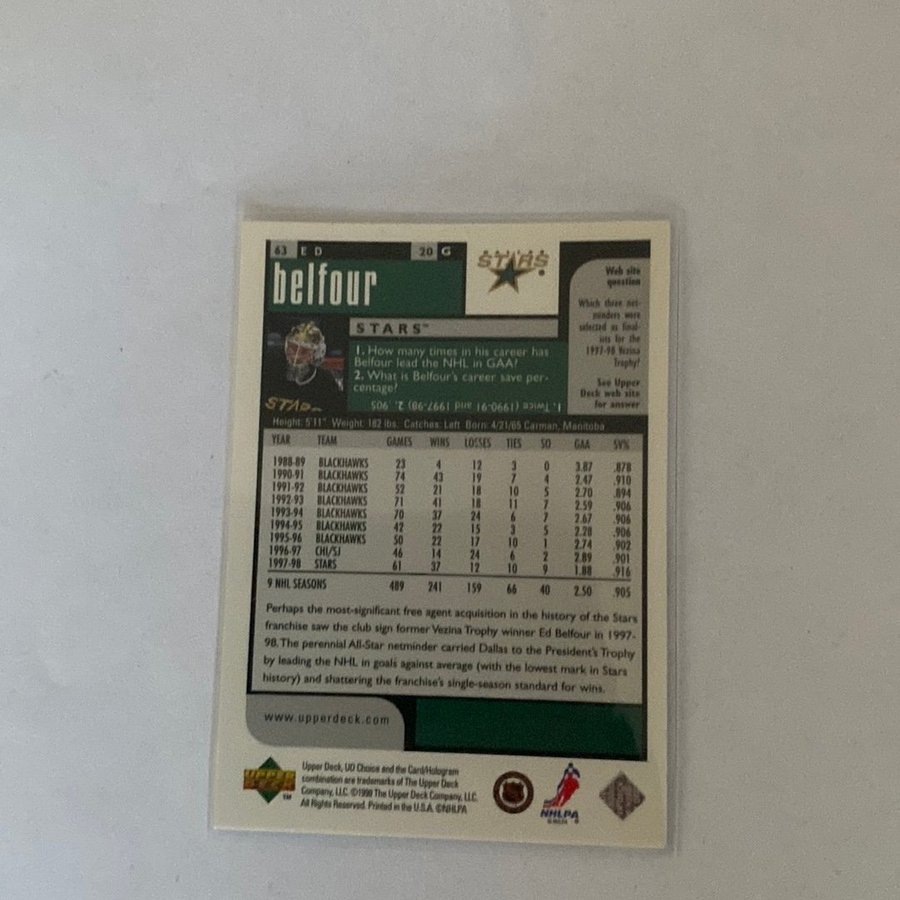 63 ED 20 G
belfour
DALLAS
STARS
STARS™
1. How many times in his career has
Belfour lead the NHL in GAA?
2. What is Belfour's career save per-
centage?
1. Twice (1990-91 and 1997-98) 2. .905
Web site
question
Which three net-
minders were
selected as final-
ists for the
1997-98 Vezina
Trophy?
See Upper
Deck web site
for answer
Height: 5'11" Weight: 182 lbs. Catches: Left Born: 4/21/65 Carman, Manitoba
YEAR TEAM GAMES WINS LOSSES TIES SO GAA SV%
1988-89 BLACKHAWKS 23 4 12 3 0 3.87 .878
1990-91 BLACKHAWKS 74 43 19 7 4 2.47 .910
1991-92 BLACKHAWKS 52 21 18 10 5 2.70 .894
1992-93 BLACKHAWKS 71 41 18 11 7 2.59 .906
1993-94 BLACKHAWKS 70 37 24 6 7 2.67 .906
1994-95 BLACKHAWKS 42 22 15 3 5 2.28 .906
1995-96 BLACKHAWKS 50 22 17 10 1 2.74 .902
1996-97 CHI/SJ 46 14 24 6 2 2.89 .901
1997-98 STARS 61 37 12 10 9 1.88 .916
9 NHL SEASONS 489 241 159 66 40 2.50 .905
Perhaps the most-significant free agent acquisition in the history of the Stars
franchise saw the club sign former Vezina Trophy winner Ed Belfour in 1997-
98. The perennial All-Star netminder carried Dallas to the President's Trophy
by leading the NHL in goals against average (with the lowest mark in Stars
history) and shattering the franchise's single-season standard for wins.
www.upperdeck.com
UPPER DECK ™
Upper Deck, UD Choice and the Card/Hologram
combination are trademarks of The Upper Deck
Company, LLC. ©1998 The Upper Deck Company, LLC.
All Rights Reserved. Printed in the U.S.A. ©NHLPA
NHLPA